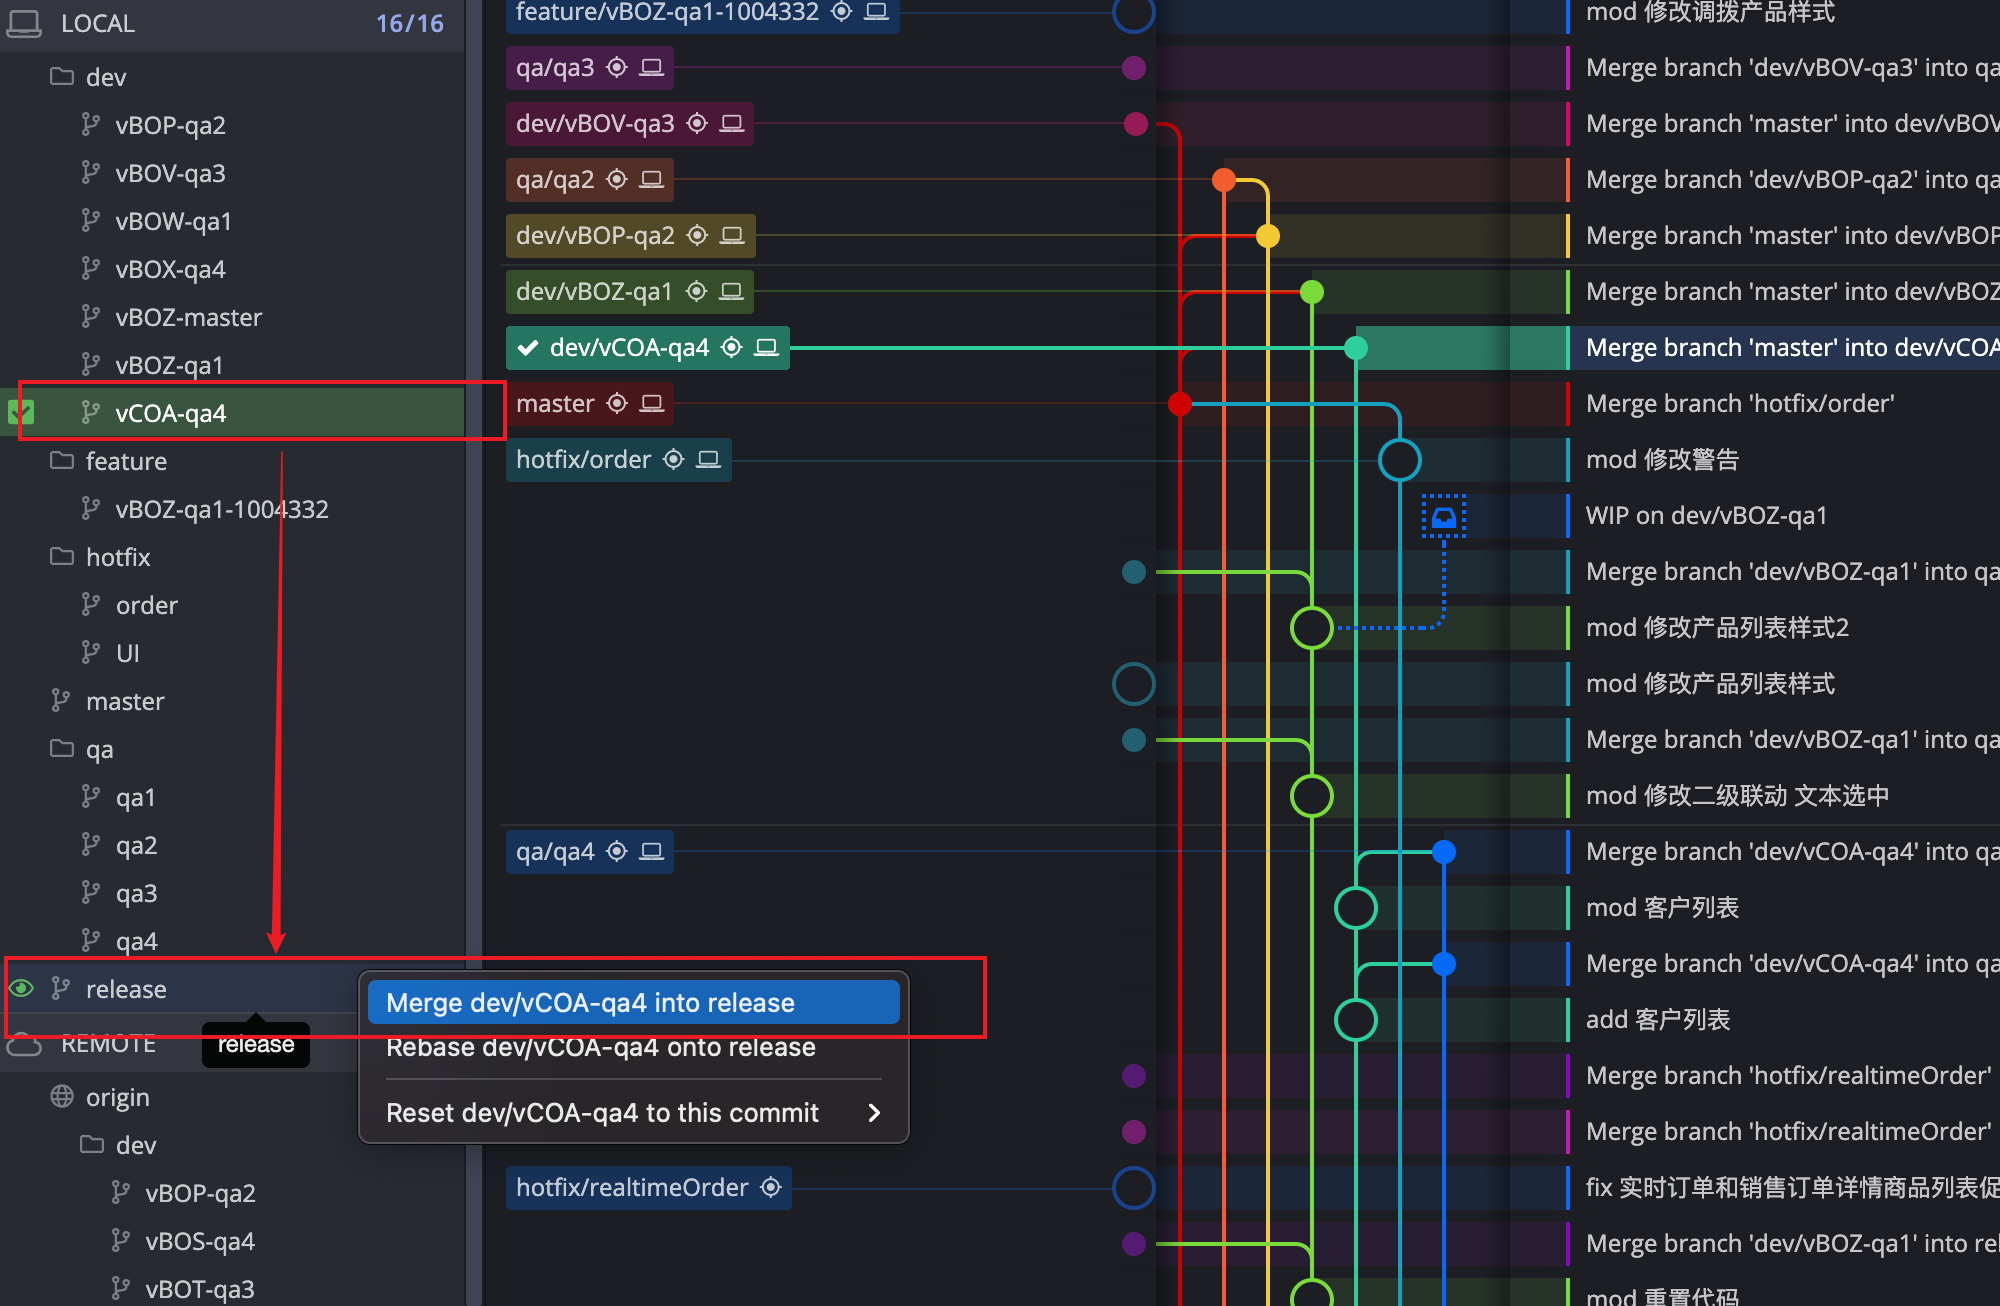 LOCAL 16/16
dev
vBOP-qa2
vBOV-qa3
vBOW-qa1
vBOX-qa4
vBOZ-master
vBOZ-qa1
vCOA-qa4
feature
vBOZ-qa1-1004332
hotfix
order
UI
master
qa
qa1
qa2
qa3
qa4
release
REMOTE
release
origin
dev
vBOP-qa2
vBOS-qa4
vBOT-qa3
Merge dev/vCOA-qa4 into release
Rebase dev/vCOA-qa4 onto release
Reset dev/vCOA-qa4 to this commit
feature/vBOZ-qa1-1004332
qa/qa3
dev/vBOV-qa3
qa/qa2
dev/vBOP-qa2
dev/vBOZ-qa1
dev/vCOA-qa4
master
hotfix/order
qa/qa4
hotfix/realtimeOrder
mod 修改调拨产品样式
Merge branch 'dev/vBOV-qa3' into qa
Merge branch 'master' into dev/vBOV
Merge branch 'dev/vBOP-qa2' into qa
Merge branch 'master' into dev/vBOP
Merge branch 'master' into dev/vBOZ
Merge branch 'master' into dev/vCOA
Merge branch 'hotfix/order'
mod 修改警告
WIP on dev/vBOZ-qa1
Merge branch 'dev/vBOZ-qa1' into qa
mod 修改产品列表样式2
mod 修改产品列表样式
Merge branch 'dev/vBOZ-qa1' into qa
mod 修改二级联动 文本选中
Merge branch 'dev/vCOA-qa4' into qa
mod 客户列表
Merge branch 'dev/vCOA-qa4' into qa
add 客户列表
Merge branch 'hotfix/realtimeOrder'
Merge branch 'hotfix/realtimeOrder'
fix 实时订单和销售订单详情商品列表促
Merge branch 'dev/vBOZ-qa1' into rel
mod 重置代码